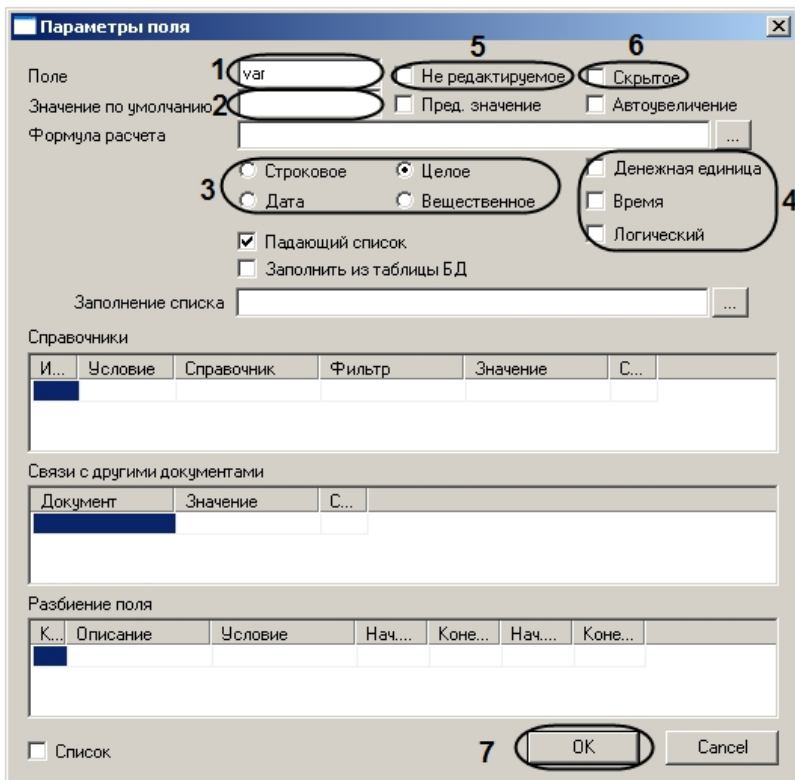 Параметры поля
5 6
Поле 1 var Не редактируемое Скрытое
Значение по умолчанию 2 Пред. значение Автоувеличение
Формула расчета ...
3 Строковое Целое Денежная единица
Дата Вещественное Время 4
Падающий список Логический
Заполнить из таблицы БД
Заполнение списка ...
Справочники
И... Условие Справочник Фильтр Значение С...
Связи с другими документами
Документ Значение С...
Разбиение поля
К... Описание Условие Нач.... Коне... Нач.... Коне...
Список 7 OK Cancel